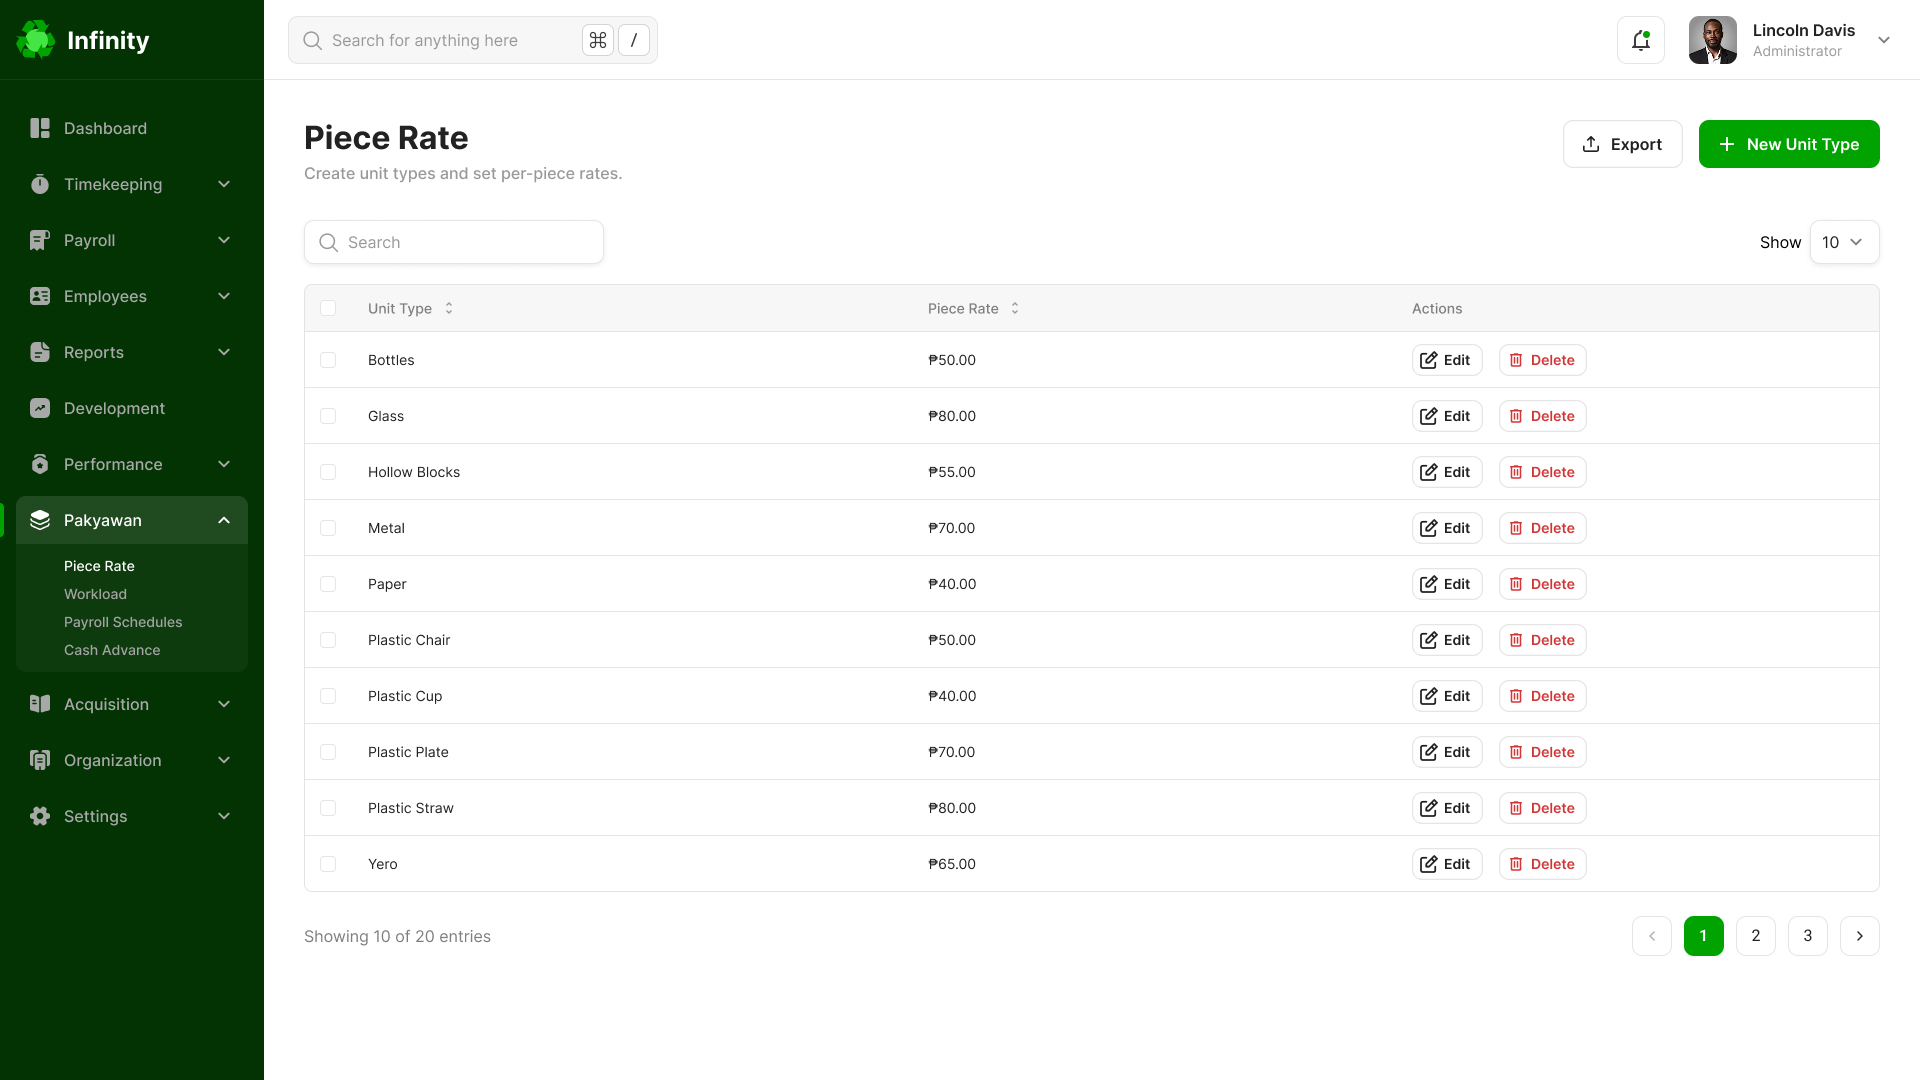 Infinity
Search for anything here
⌘ /
Lincoln Davis
Administrator
Dashboard
Timekeeping
Payroll
Employees
Reports
Development
Performance
Pakyawan
Piece Rate
Workload
Payroll Schedules
Cash Advance
Acquisition
Organization
Settings
Piece Rate
Create unit types and set per-piece rates.
Export
New Unit Type
Search
Show 10
Unit Type Piece Rate Actions
Bottles ₱50.00 Edit Delete
Glass ₱80.00 Edit Delete
Hollow Blocks ₱55.00 Edit Delete
Metal ₱70.00 Edit Delete
Paper ₱40.00 Edit Delete
Plastic Chair ₱50.00 Edit Delete
Plastic Cup ₱40.00 Edit Delete
Plastic Plate ₱70.00 Edit Delete
Plastic Straw ₱80.00 Edit Delete
Yero ₱65.00 Edit Delete
Showing 10 of 20 entries
1 2 3